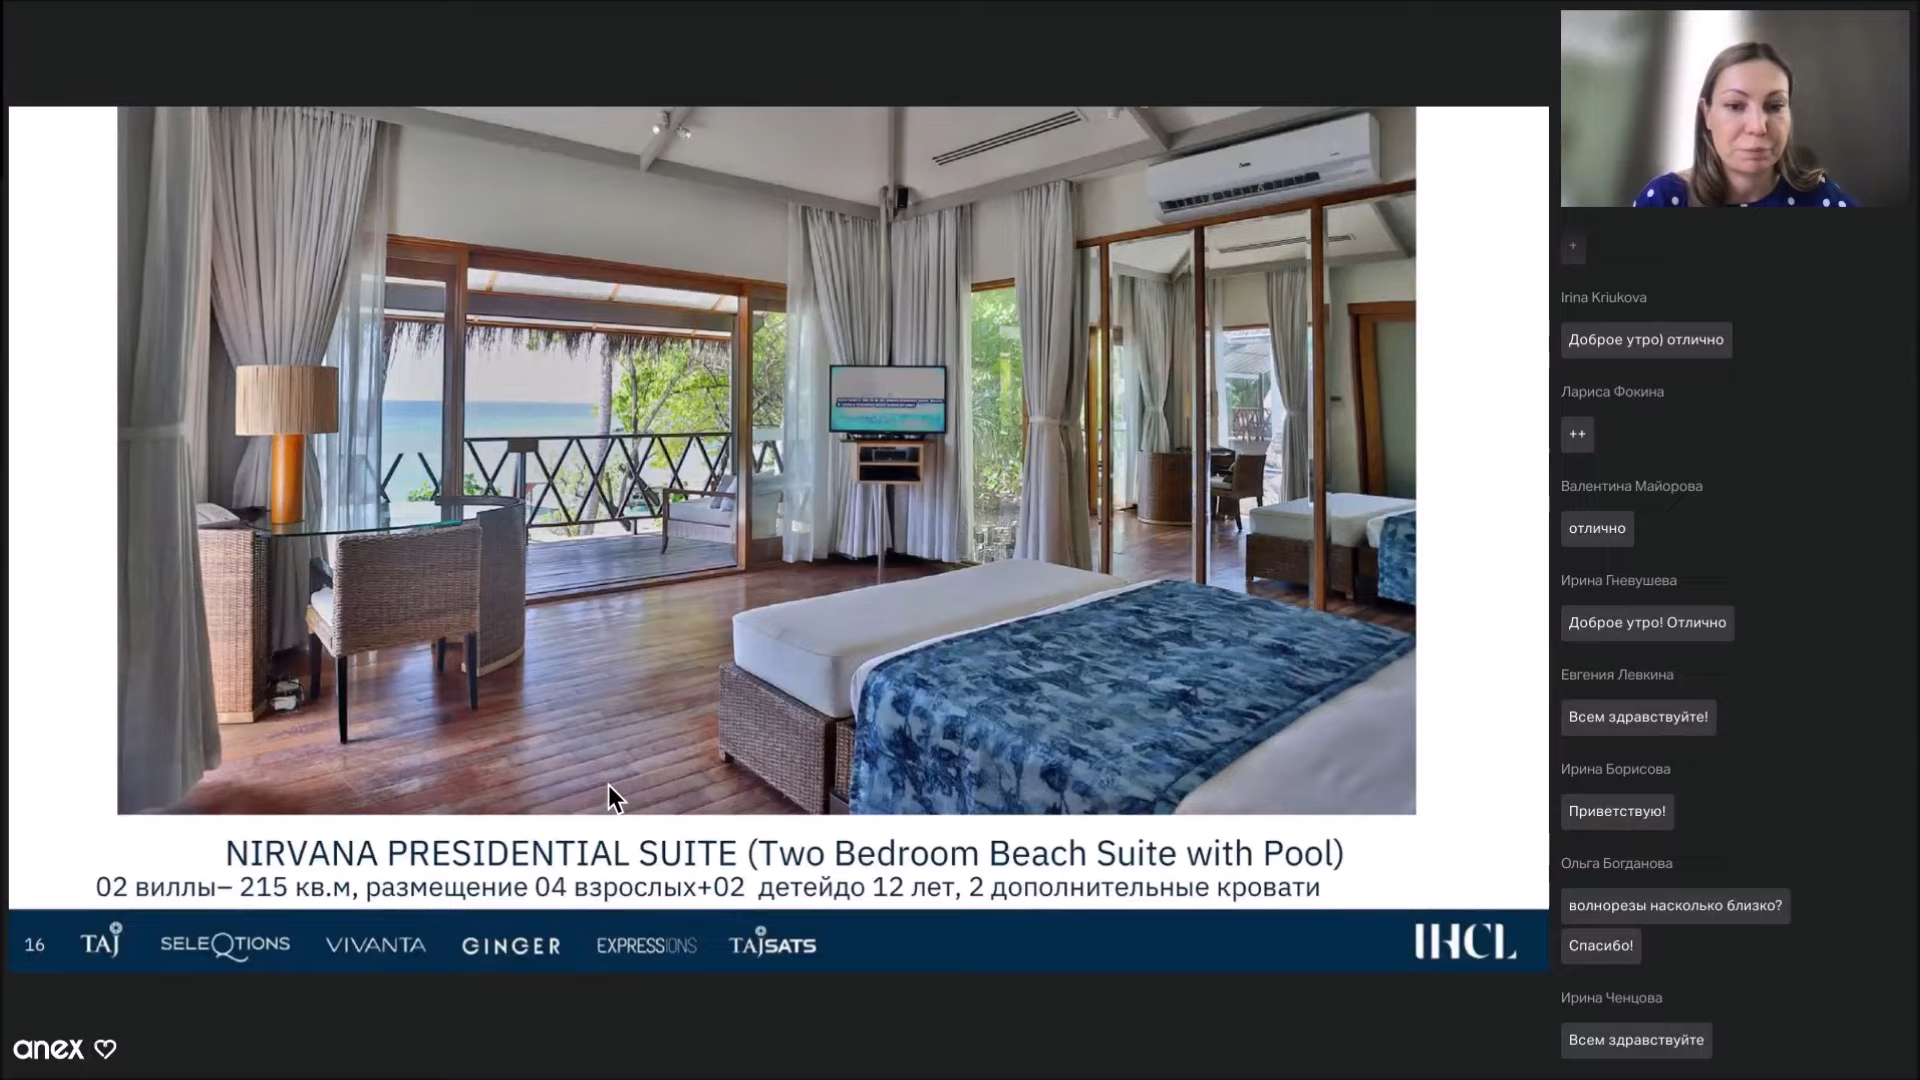 NIRVANA PRESIDENTIAL SUITE (Two Bedroom Beach Suite with Pool)
02 виллы– 215 кв.м, размещение 04 взрослых+02 детейдо 12 лет, 2 дополнительные кровати
16 TAJ SELEQTIONS VIVANTA GINGER EXPRESSIONS TAJSATS IHCL
anex
+
Irina Kriukova
Доброе утро) отлично
Лариса Фокина
++
Валентина Майорова
отлично
Ирина Гневушева
Доброе утро! Отлично
Евгения Левкина
Всем здравствуйте!
Ирина Борисова
Приветствую!
Ольга Богданова
волнорезы насколько близко?
Спасибо!
Ирина Ченцова
Всем здравствуйте